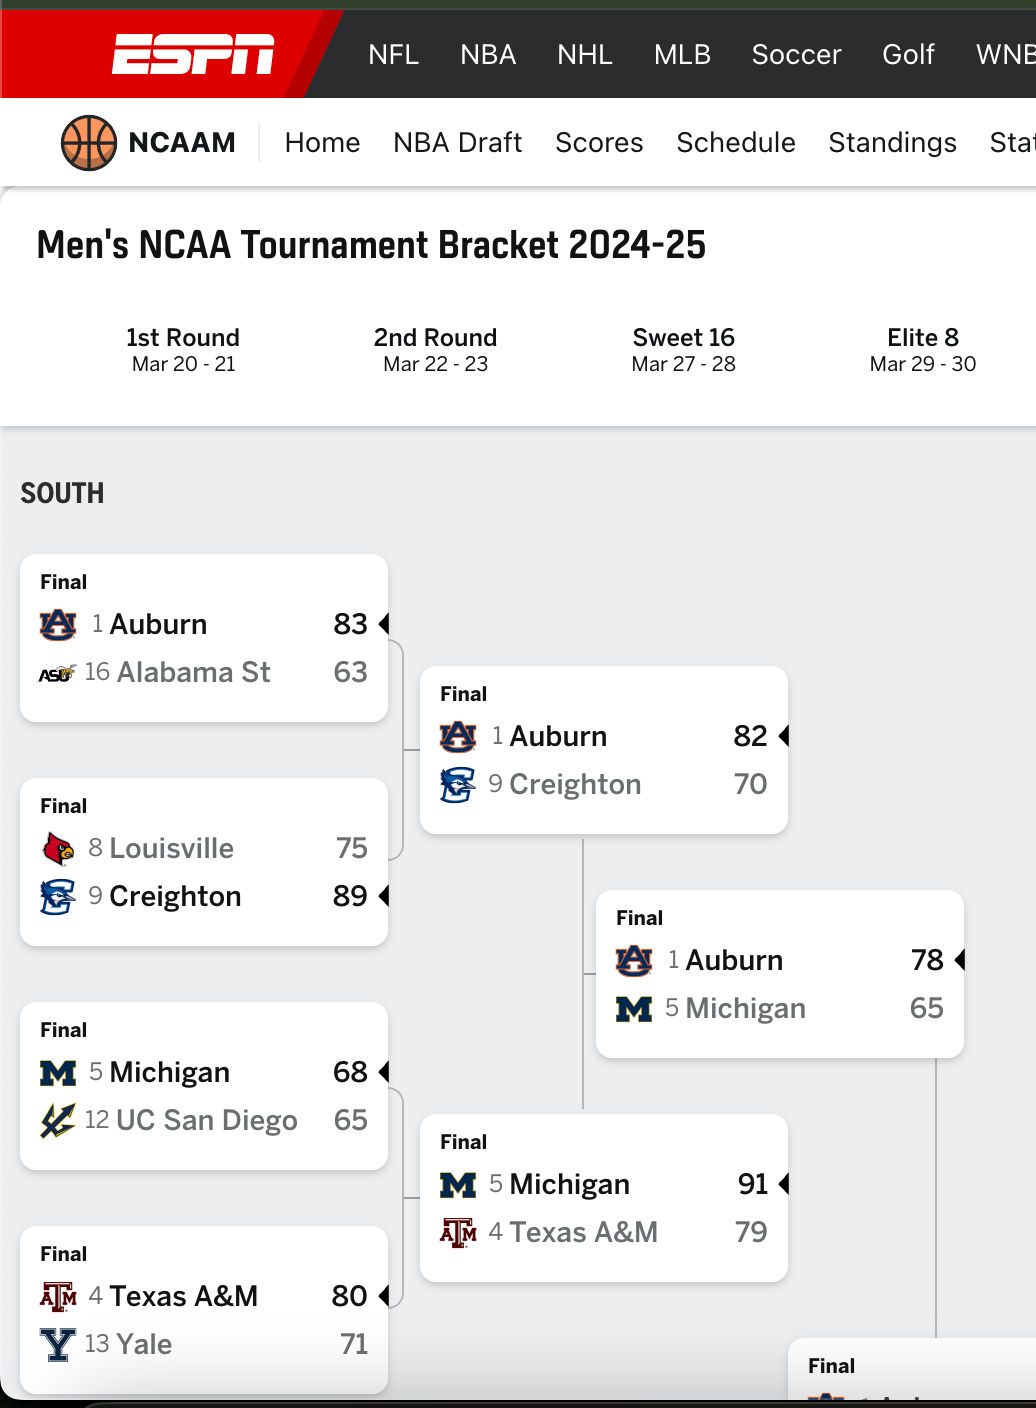 ESPN NFL NBA NHL MLB Soccer Golf WNB
NCAAM Home NBA Draft Scores Schedule Standings Stat
Men's NCAA Tournament Bracket 2024-25
1st Round 2nd Round Sweet 16 Elite 8
Mar 20 - 21 Mar 22 - 23 Mar 27 - 28 Mar 29 - 30
SOUTH
Final
1 Auburn 83
ASU 16 Alabama St 63
Final
8 Louisville 75
9 Creighton 89
Final
M 5 Michigan 68
12 UC San Diego 65
Final
ATM 4 Texas A&M 80
Y 13 Yale 71
Final
1 Auburn 82
9 Creighton 70
Final
M 5 Michigan 91
ATM 4 Texas A&M 79
Final
1 Auburn 78
M 5 Michigan 65
Final